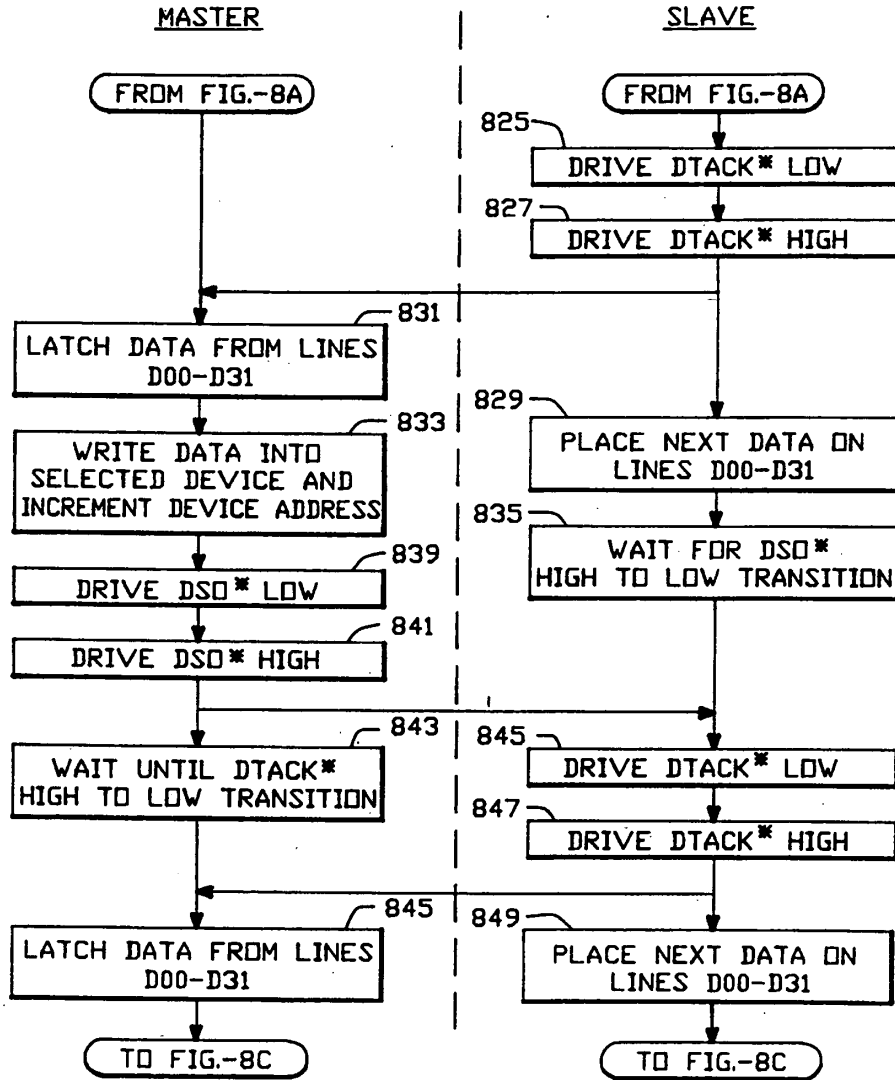 MASTER
SLAVE
FROM FIG.-8A
FROM FIG.-8A
825
DRIVE DTACK* LOW
827
DRIVE DTACK* HIGH
831
LATCH DATA FROM LINES
D00-D31
829
PLACE NEXT DATA ON
LINES D00-D31
833
WRITE DATA INTO
SELECTED DEVICE AND
INCREMENT DEVICE ADDRESS
835
WAIT FOR DS0*
HIGH TO LOW TRANSITION
839
DRIVE DS0* LOW
841
DRIVE DS0* HIGH
843
WAIT UNTIL DTACK*
HIGH TO LOW TRANSITION
845
DRIVE DTACK* LOW
847
DRIVE DTACK* HIGH
845
LATCH DATA FROM LINES
D00-D31
849
PLACE NEXT DATA ON
LINES D00-D31
TO FIG.-8C
TO FIG.-8C